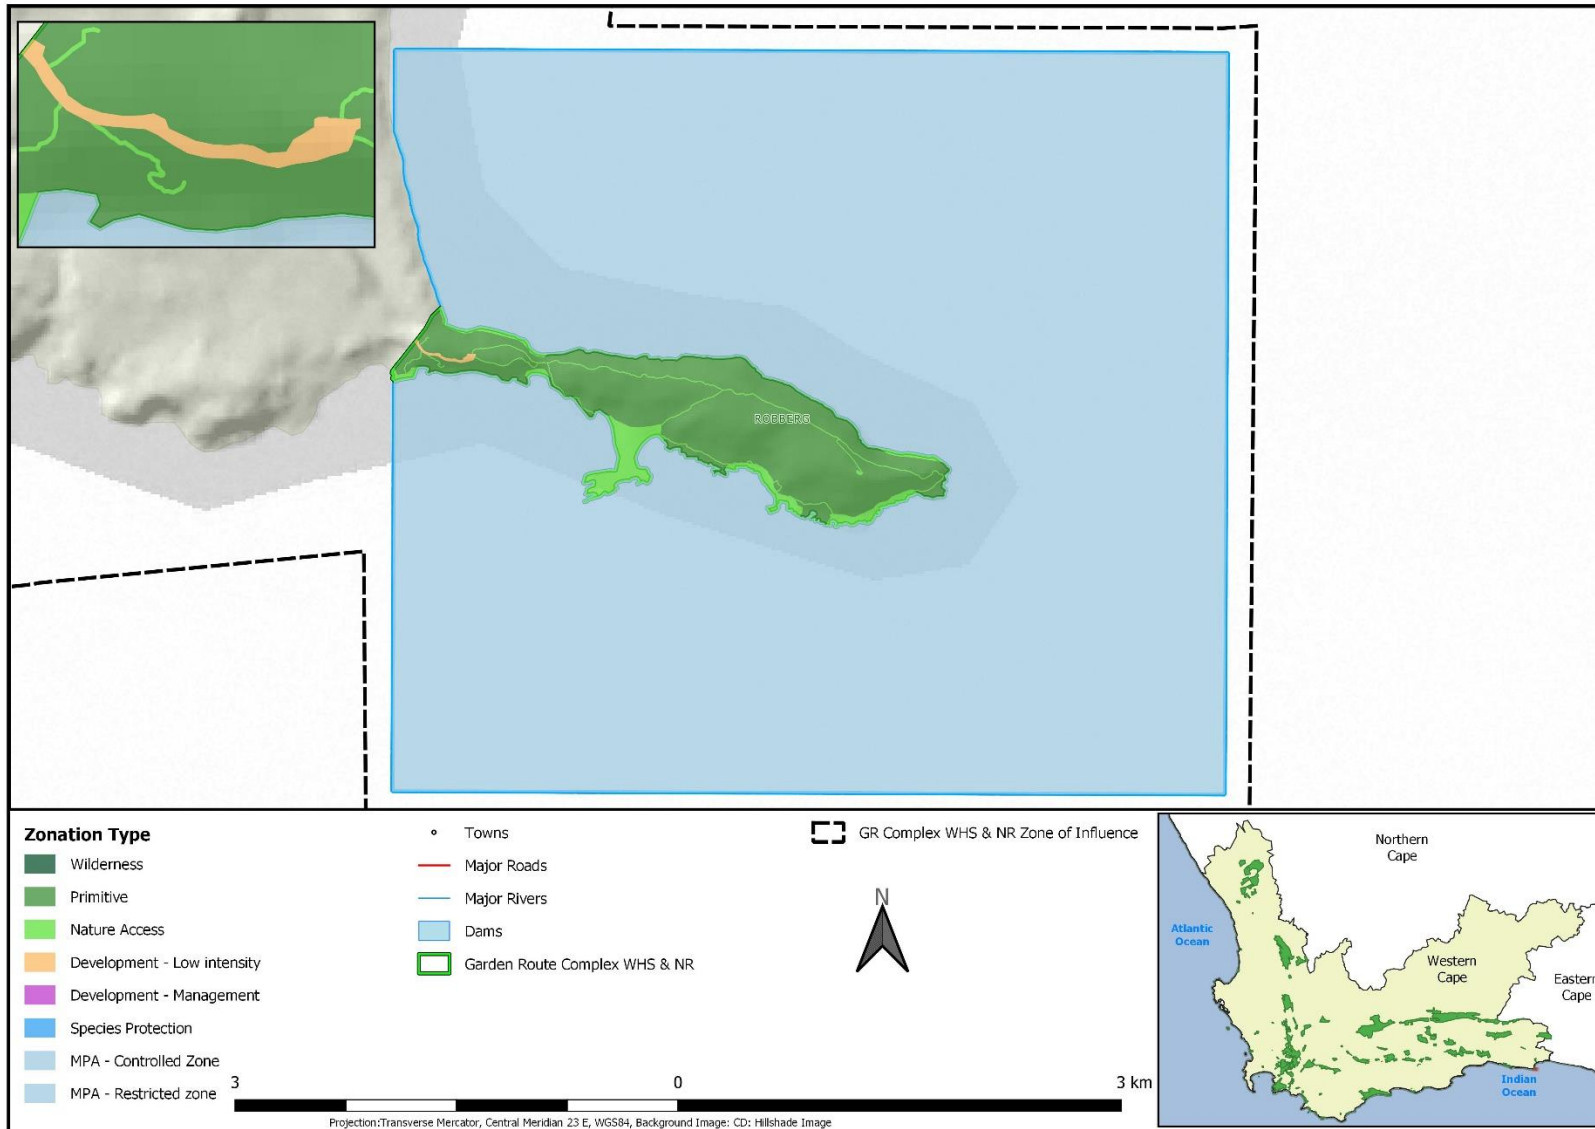 ROBBERG
Zonation Type
Wilderness
Primitive
Nature Access
Development - Low intensity
Development - Management
Species Protection
MPA - Controlled Zone
MPA - Restricted zone
Towns
Major Roads
Major Rivers
Dams
Garden Route Complex WHS & NR
GR Complex WHS & NR Zone of Influence
N
3
0
3 km
Projection:Transverse Mercator, Central Meridian 23 E, WGS84, Background Image: CD: Hillshade Image
Northern
Cape
Atlantic
Ocean
Western
Cape
Eastern
Cape
Indian
Ocean